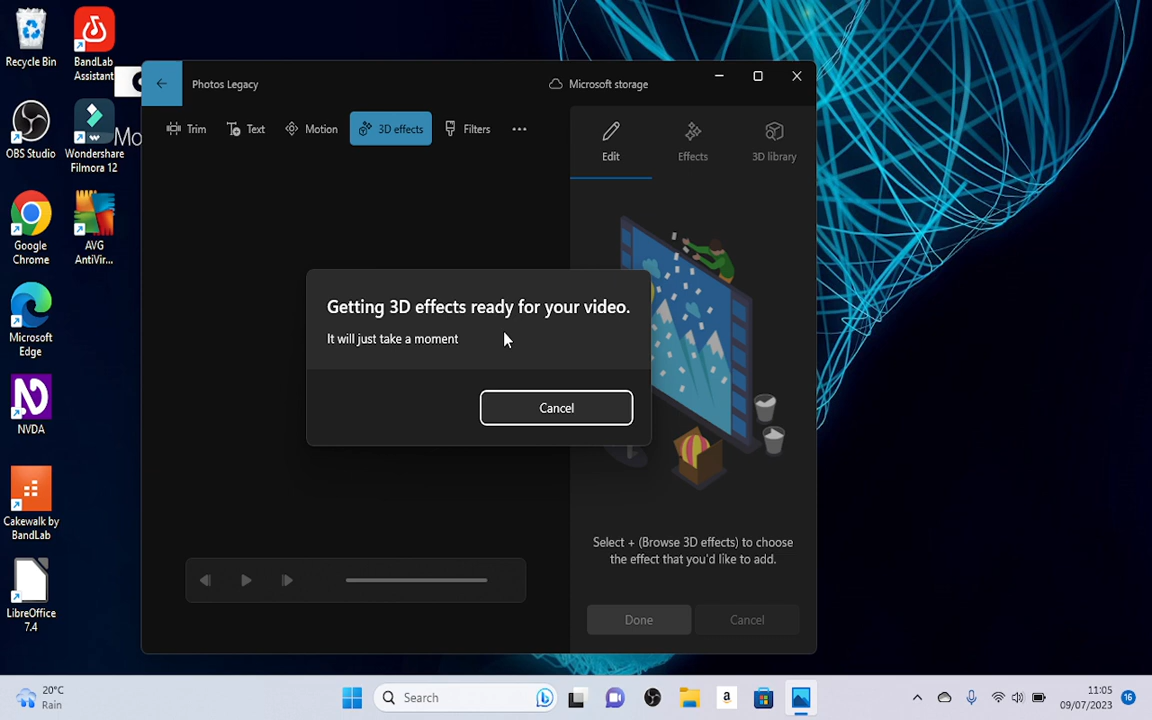 Recycle Bin
BandLab
Assistant
OBS Studio
Wondershare
Filmora 12
Mo
Google
Chrome
AVG
AntiVir...
Microsoft
Edge
NVDA
Cakewalk by
BandLab
LibreOffice
7.4
Photos Legacy
Microsoft storage
Trim
Text
Motion
3D effects
Filters
Edit
Effects
3D library
Getting 3D effects ready for your video.
It will just take a moment
Cancel
Select + (Browse 3D effects) to choose
the effect that you'd like to add.
Done
Cancel
20°C
Rain
Search
a
11:05
09/07/2023
16